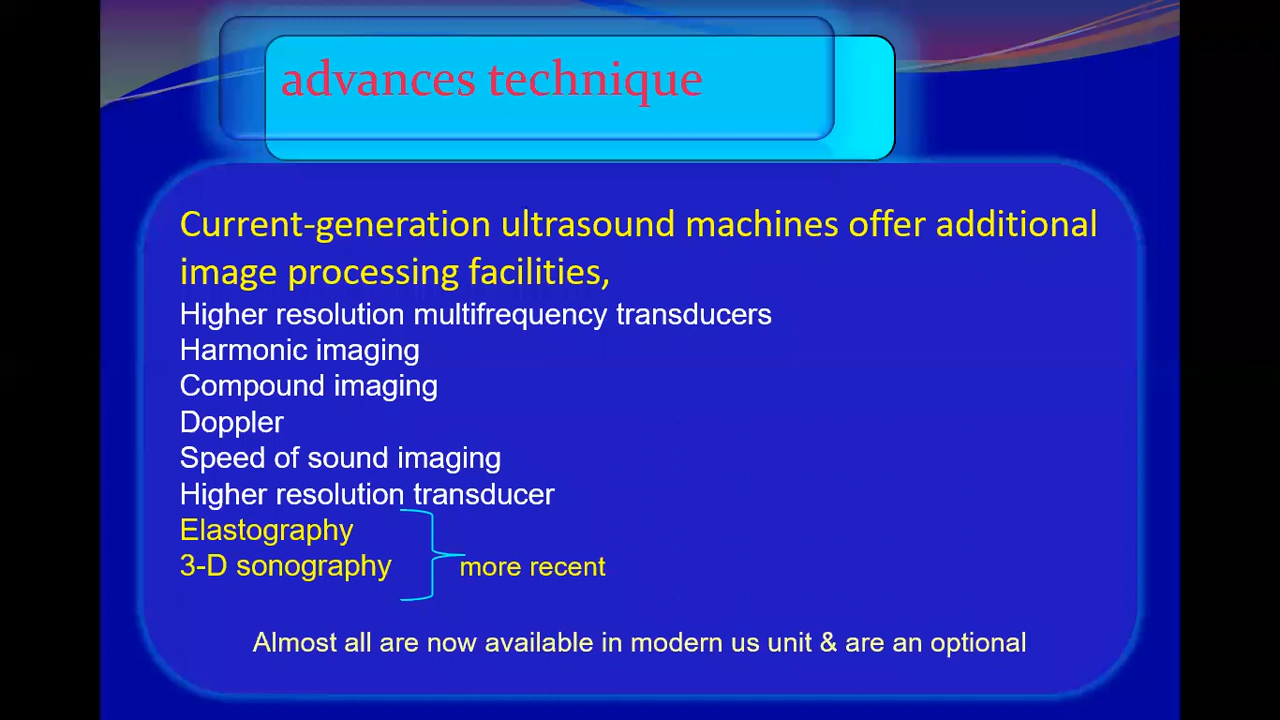 advances technique
Current-generation ultrasound machines offer additional
image processing facilities,
Higher resolution multifrequency transducers
Harmonic imaging
Compound imaging
Doppler
Speed of sound imaging
Higher resolution transducer
Elastography
3-D sonography
more recent
Almost all are now available in modern us unit & are an optional